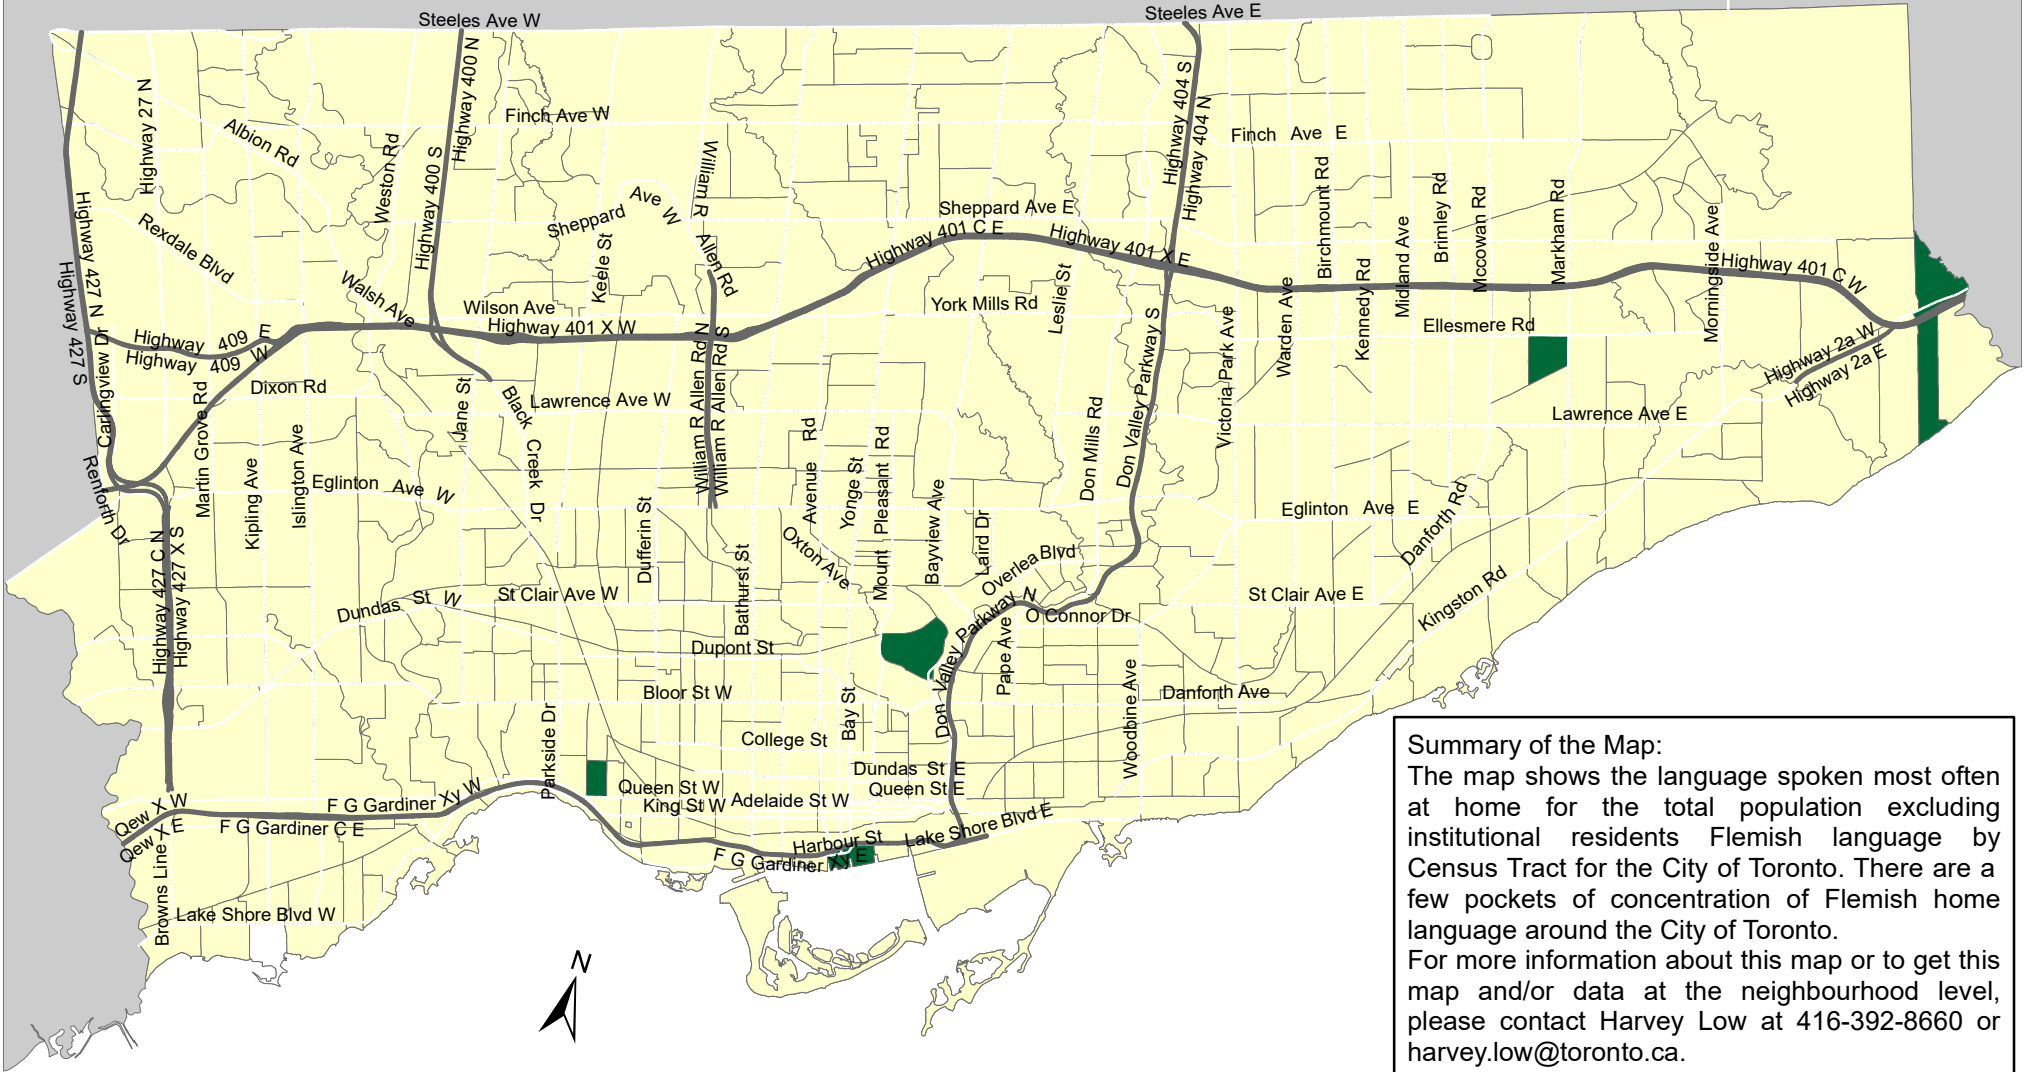 Steeles Ave W
Steeles Ave E
Highway 27 N
Albion Rd
Weston Rd
Highway 400 N
Highway 400 S
Finch Ave W
William R Allen Rd
Highway 404 S
Highway 404 N
Finch Ave E
Highway 427 N
Highway 427 S
Rexdale Blvd
Walsh Ave
Sheppard Ave W
Keele St
Sheppard Ave E
Highway 401 C E
Highway 401 X E
Leslie St
Birchmount Rd
Kennedy Rd
Midland Ave
Brimley Rd
Mccowan Rd
Markham Rd
Morningside Ave
Highway 401 C W
Wilson Ave
Highway 401 X W
York Mills Rd
Warden Ave
Victoria Park Ave
Ellesmere Rd
Highway 409 E
Highway 409 W
Carlingview Dr
Dixon Rd
Martin Grove Rd
Jane St
Black Creek Dr
Lawrence Ave W
William R Allen Rd N
William R Allen Rd S
Don Mills Rd
Don Valley Parkway S
Lawrence Ave E
Highway 2a W
Highway 2a E
Renforth Dr
Kipling Ave
Islington Ave
Eglinton Ave W
Dufferin St
Bathurst St
Avenue Rd
Oxton Ave
Yonge St
Mount Pleasant Rd
Bayview Ave
Laird Dr
Overlea Blvd
Eglinton Ave E
Danforth Rd
Kingston Rd
Highway 427 C N
Highway 427 X S
Dundas St W
St Clair Ave W
Don Valley Parkway N
O Connor Dr
St Clair Ave E
Dupont St
Pape Ave
Bloor St W
Bay St
Woodbine Ave
Danforth Ave
Parkside Dr
College St
Dundas St E
Queen St E
Queen St W
King St W
Adelaide St W
Qew X W
Qew X E
F G Gardiner Xy W
F G Gardiner C E
Browns Line
Harbour St
Lake Shore Blvd E
F G Gardiner Xy E
Lake Shore Blvd W
N
Summary of the Map:
The map shows the language spoken most often
at home for the total population excluding
institutional residents Flemish language by
Census Tract for the City of Toronto. There are a
few pockets of concentration of Flemish home
language around the City of Toronto.
For more information about this map or to get this
map and/or data at the neighbourhood level,
please contact Harvey Low at 416-392-8660 or
harvey.low@toronto.ca.